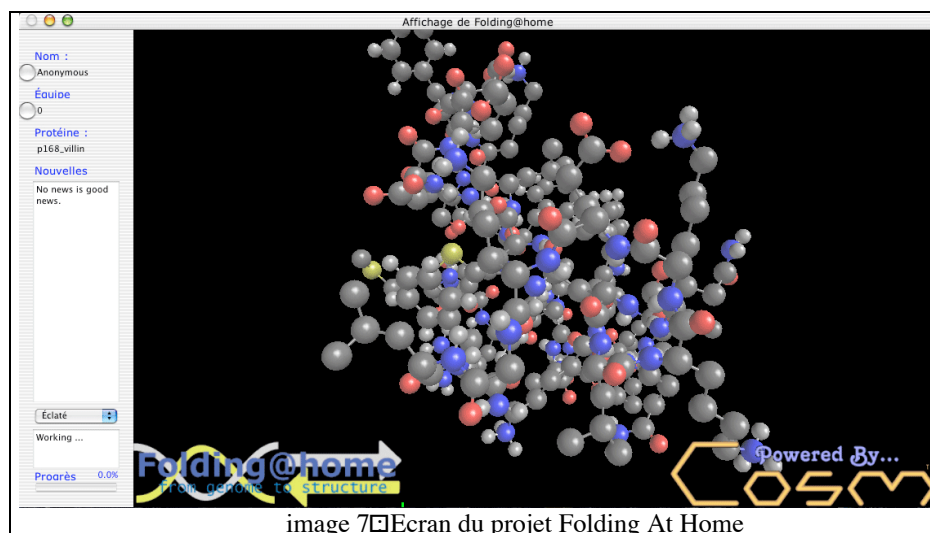 Affichage de Folding@home
Nom :
Anonymous
Équipe
0
Protéine :
p168_villin
Nouvelles
No news is good
news.
Éclaté
Working ...
Progrès 0.0%
Folding@home
from genome to structure
Powered By...
COSM
image 7 Ecran du projet Folding At Home